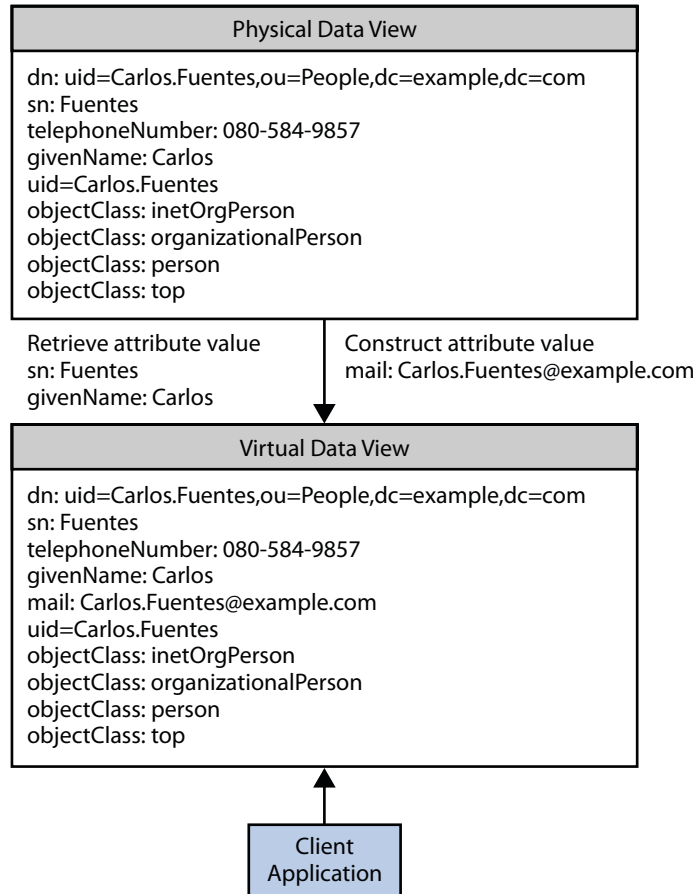 Physical Data View
dn: uid=Carlos.Fuentes,ou=People,dc=example,dc=com
sn: Fuentes
telephoneNumber: 080-584-9857
givenName: Carlos
uid=Carlos.Fuentes
objectClass: inetOrgPerson
objectClass: organizationalPerson
objectClass: person
objectClass: top
Retrieve attribute value
sn: Fuentes
givenName: Carlos
Construct attribute value
mail: Carlos.Fuentes@example.com
Virtual Data View
dn: uid=Carlos.Fuentes,ou=People,dc=example,dc=com
sn: Fuentes
telephoneNumber: 080-584-9857
givenName: Carlos
mail: Carlos.Fuentes@example.com
uid=Carlos.Fuentes
objectClass: inetOrgPerson
objectClass: organizationalPerson
objectClass: person
objectClass: top
Client
Application